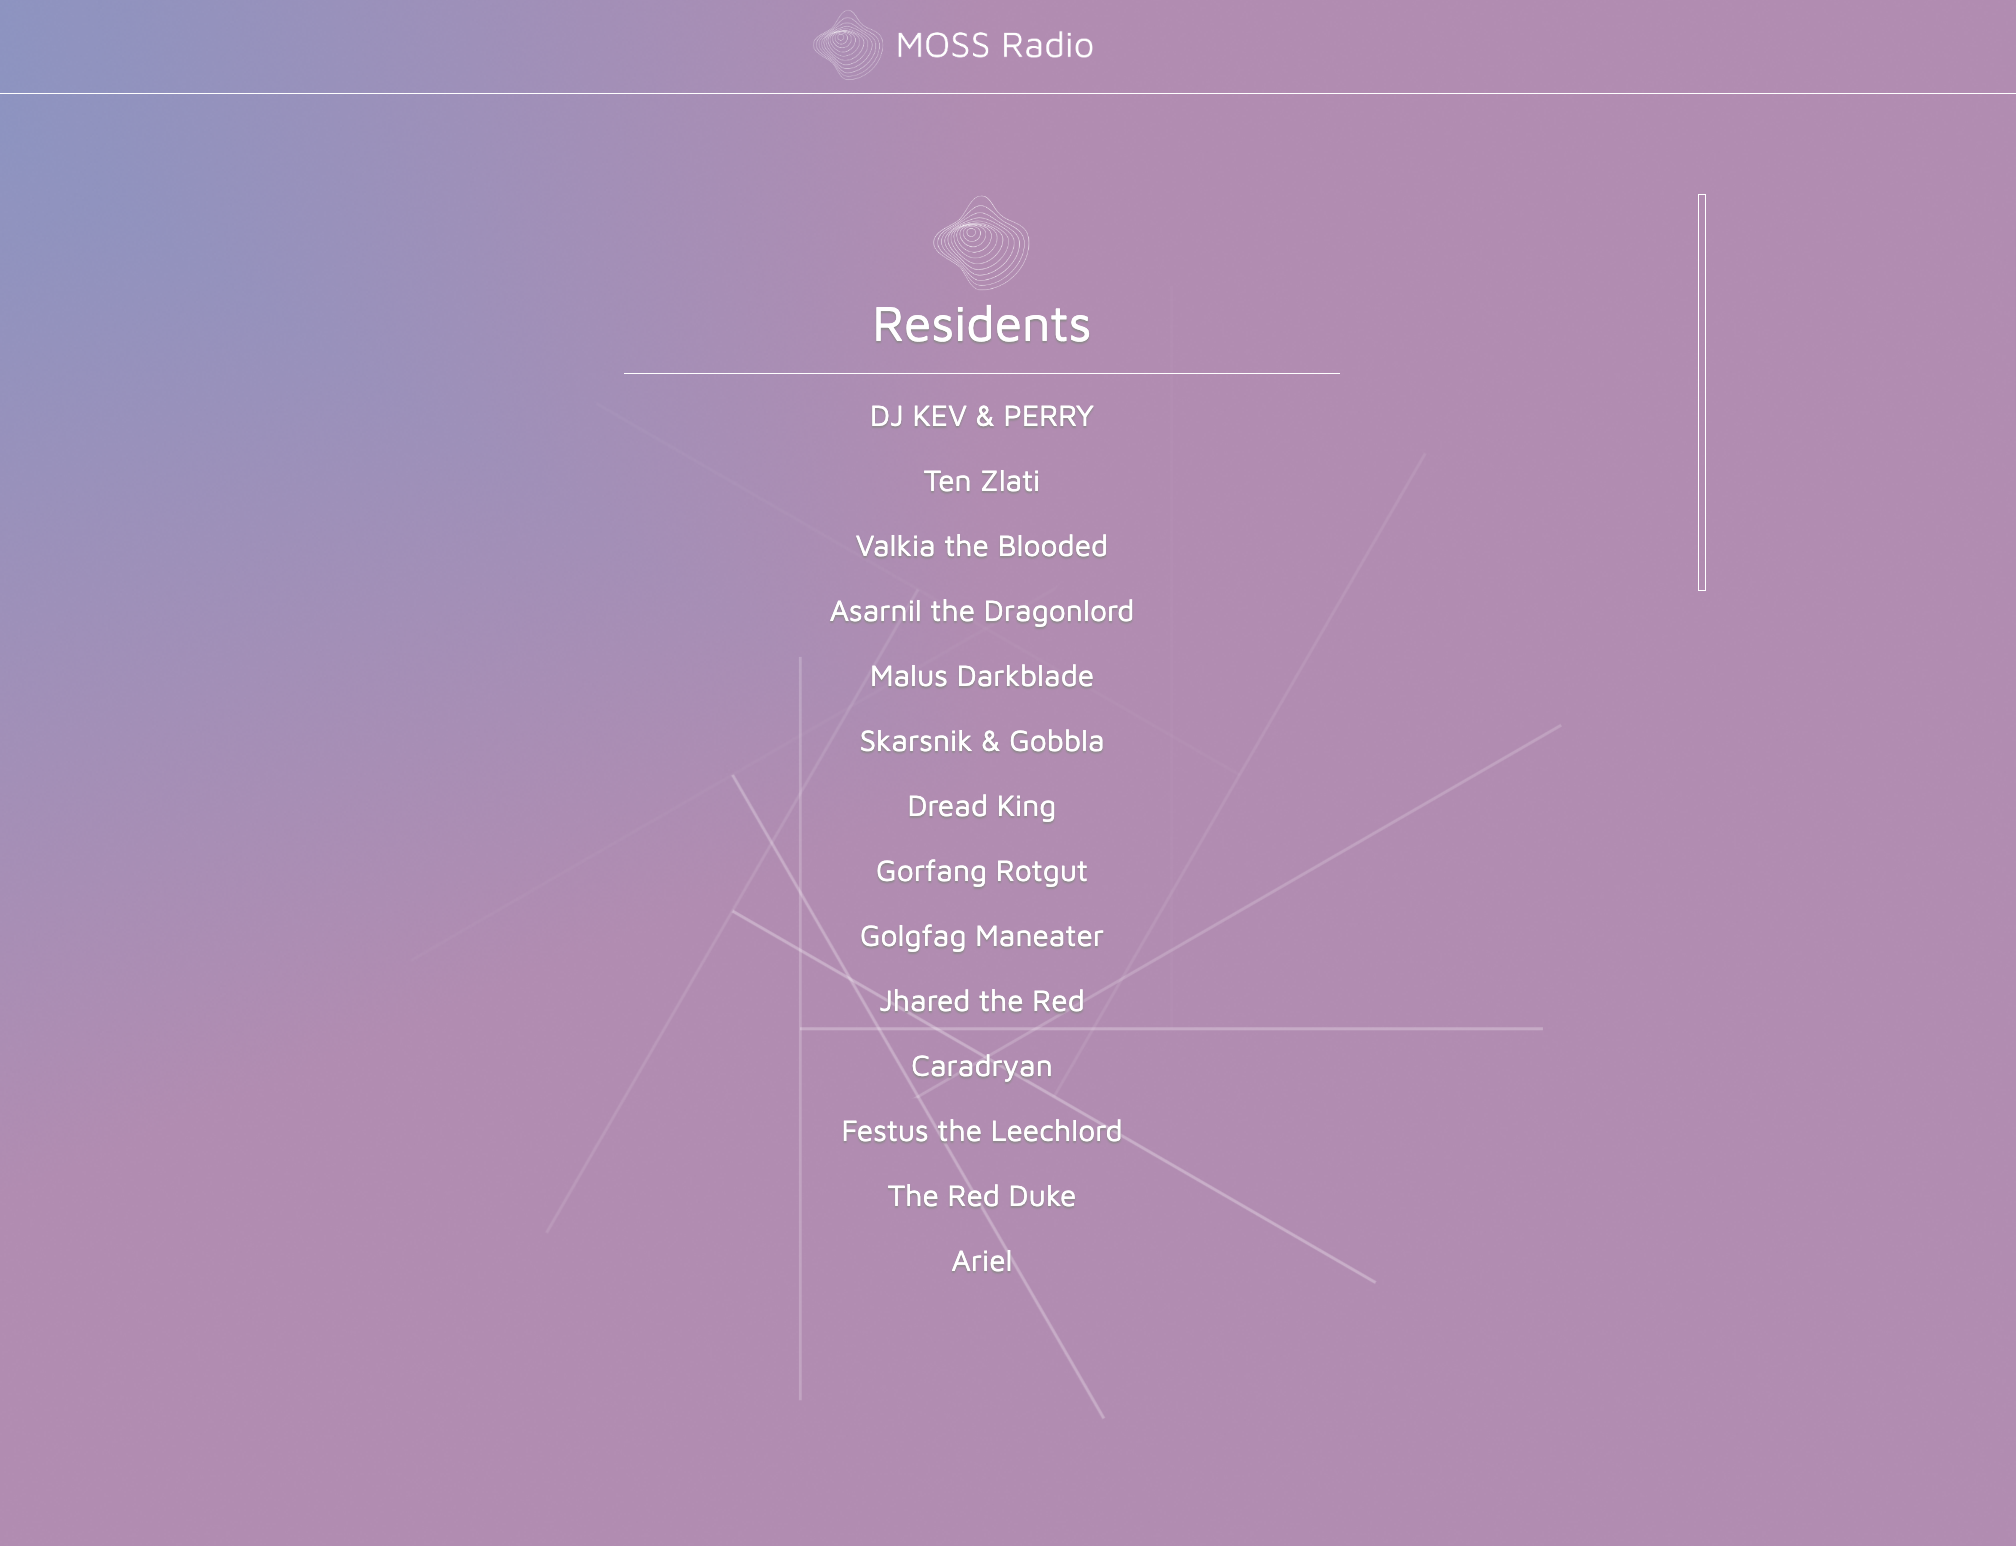 MOSS Radio
Residents
DJ KEV & PERRY
Ten Zlati
Valkia the Blooded
Asarnil the Dragonlord
Malus Darkblade
Skarsnik & Gobbla
Dread King
Gorfang Rotgut
Golgfag Maneater
Jhared the Red
Caradryan
Festus the Leechlord
The Red Duke
Ariel